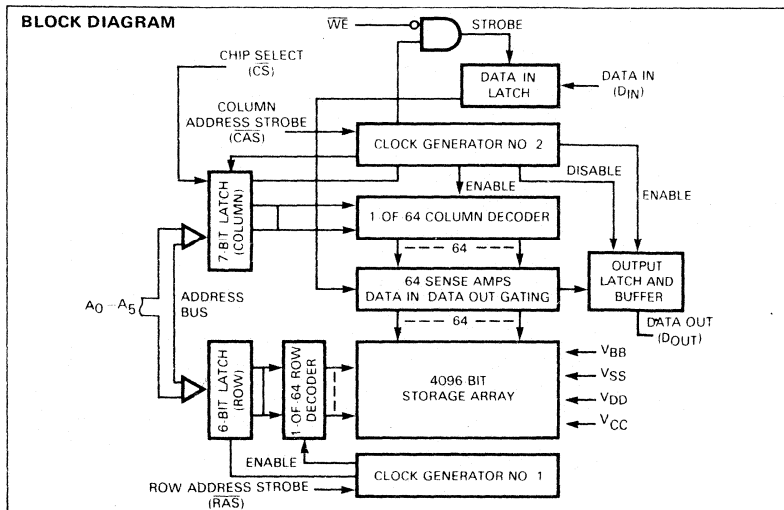 BLOCK DIAGRAM
WE
STROBE
CHIP SELECT
(CS)
DATA IN
LATCH
DATA IN
(DIN)
COLUMN
ADDRESS STROBE
(CAS)
CLOCK GENERATOR NO 2
DISABLE
ENABLE
ENABLE
7-BIT LATCH
(COLUMN)
1 OF 64 COLUMN DECODER
64
64 SENSE AMPS
DATA IN DATA OUT GATING
OUTPUT
LATCH AND
BUFFER
A0 – A5
ADDRESS
BUS
64
DATA OUT
(DOUT)
6-BIT LATCH
(ROW)
1-OF-64 ROW
DECODER
4096 BIT
STORAGE ARRAY
VBB
VSS
VDD
VCC
ENABLE
CLOCK GENERATOR NO 1
ROW ADDRESS STROBE
(RAS)